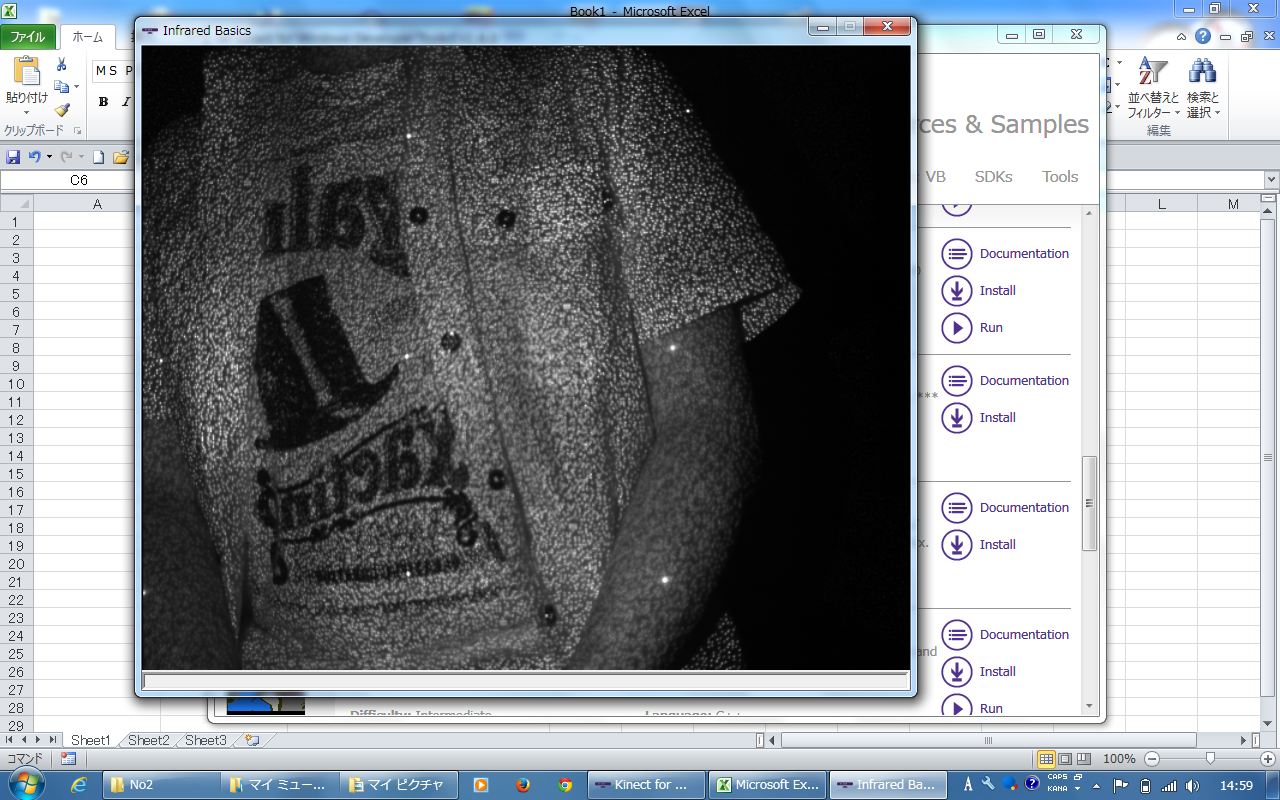 Book1 - Microsoft Excel
Infrared Basics
ファイル
ホーム
MS P
貼り付け
B I
クリップボード
並べ替えと
フィルター
検索と
選択
編集
ces & Samples
VB SDKs Tools
C6
A L M
1
2
3
4
5
6
7
8
9
10
11
12
13
14
15
16
17
18
19
20
21
22
23
24
25
26
27
28
29
Documentation
Install
Run
***
Documentation
Install
Documentation
x. Install
Documentation
and
Install
Run
Difficulty: Intermediate Language: C++
Sheet1 Sheet2 Sheet3
コマンド
100%
No2
マイ ミュー...
マイ ピクチャ
Kinect for ...
Microsoft Ex...
Infrared Ba...
A
CAPS
KANA
14:59